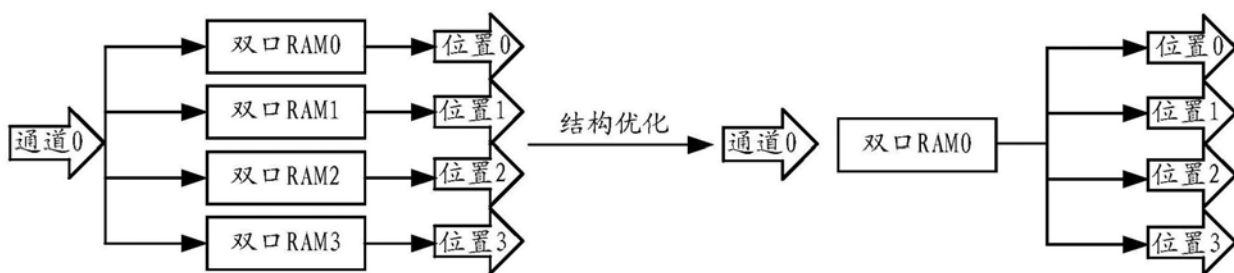 双口RAM0
位置0
双口RAM1
位置1
通道0
双口RAM2
位置2
双口RAM3
位置3
结构优化
通道0
双口RAM0
位置0
位置1
位置2
位置3